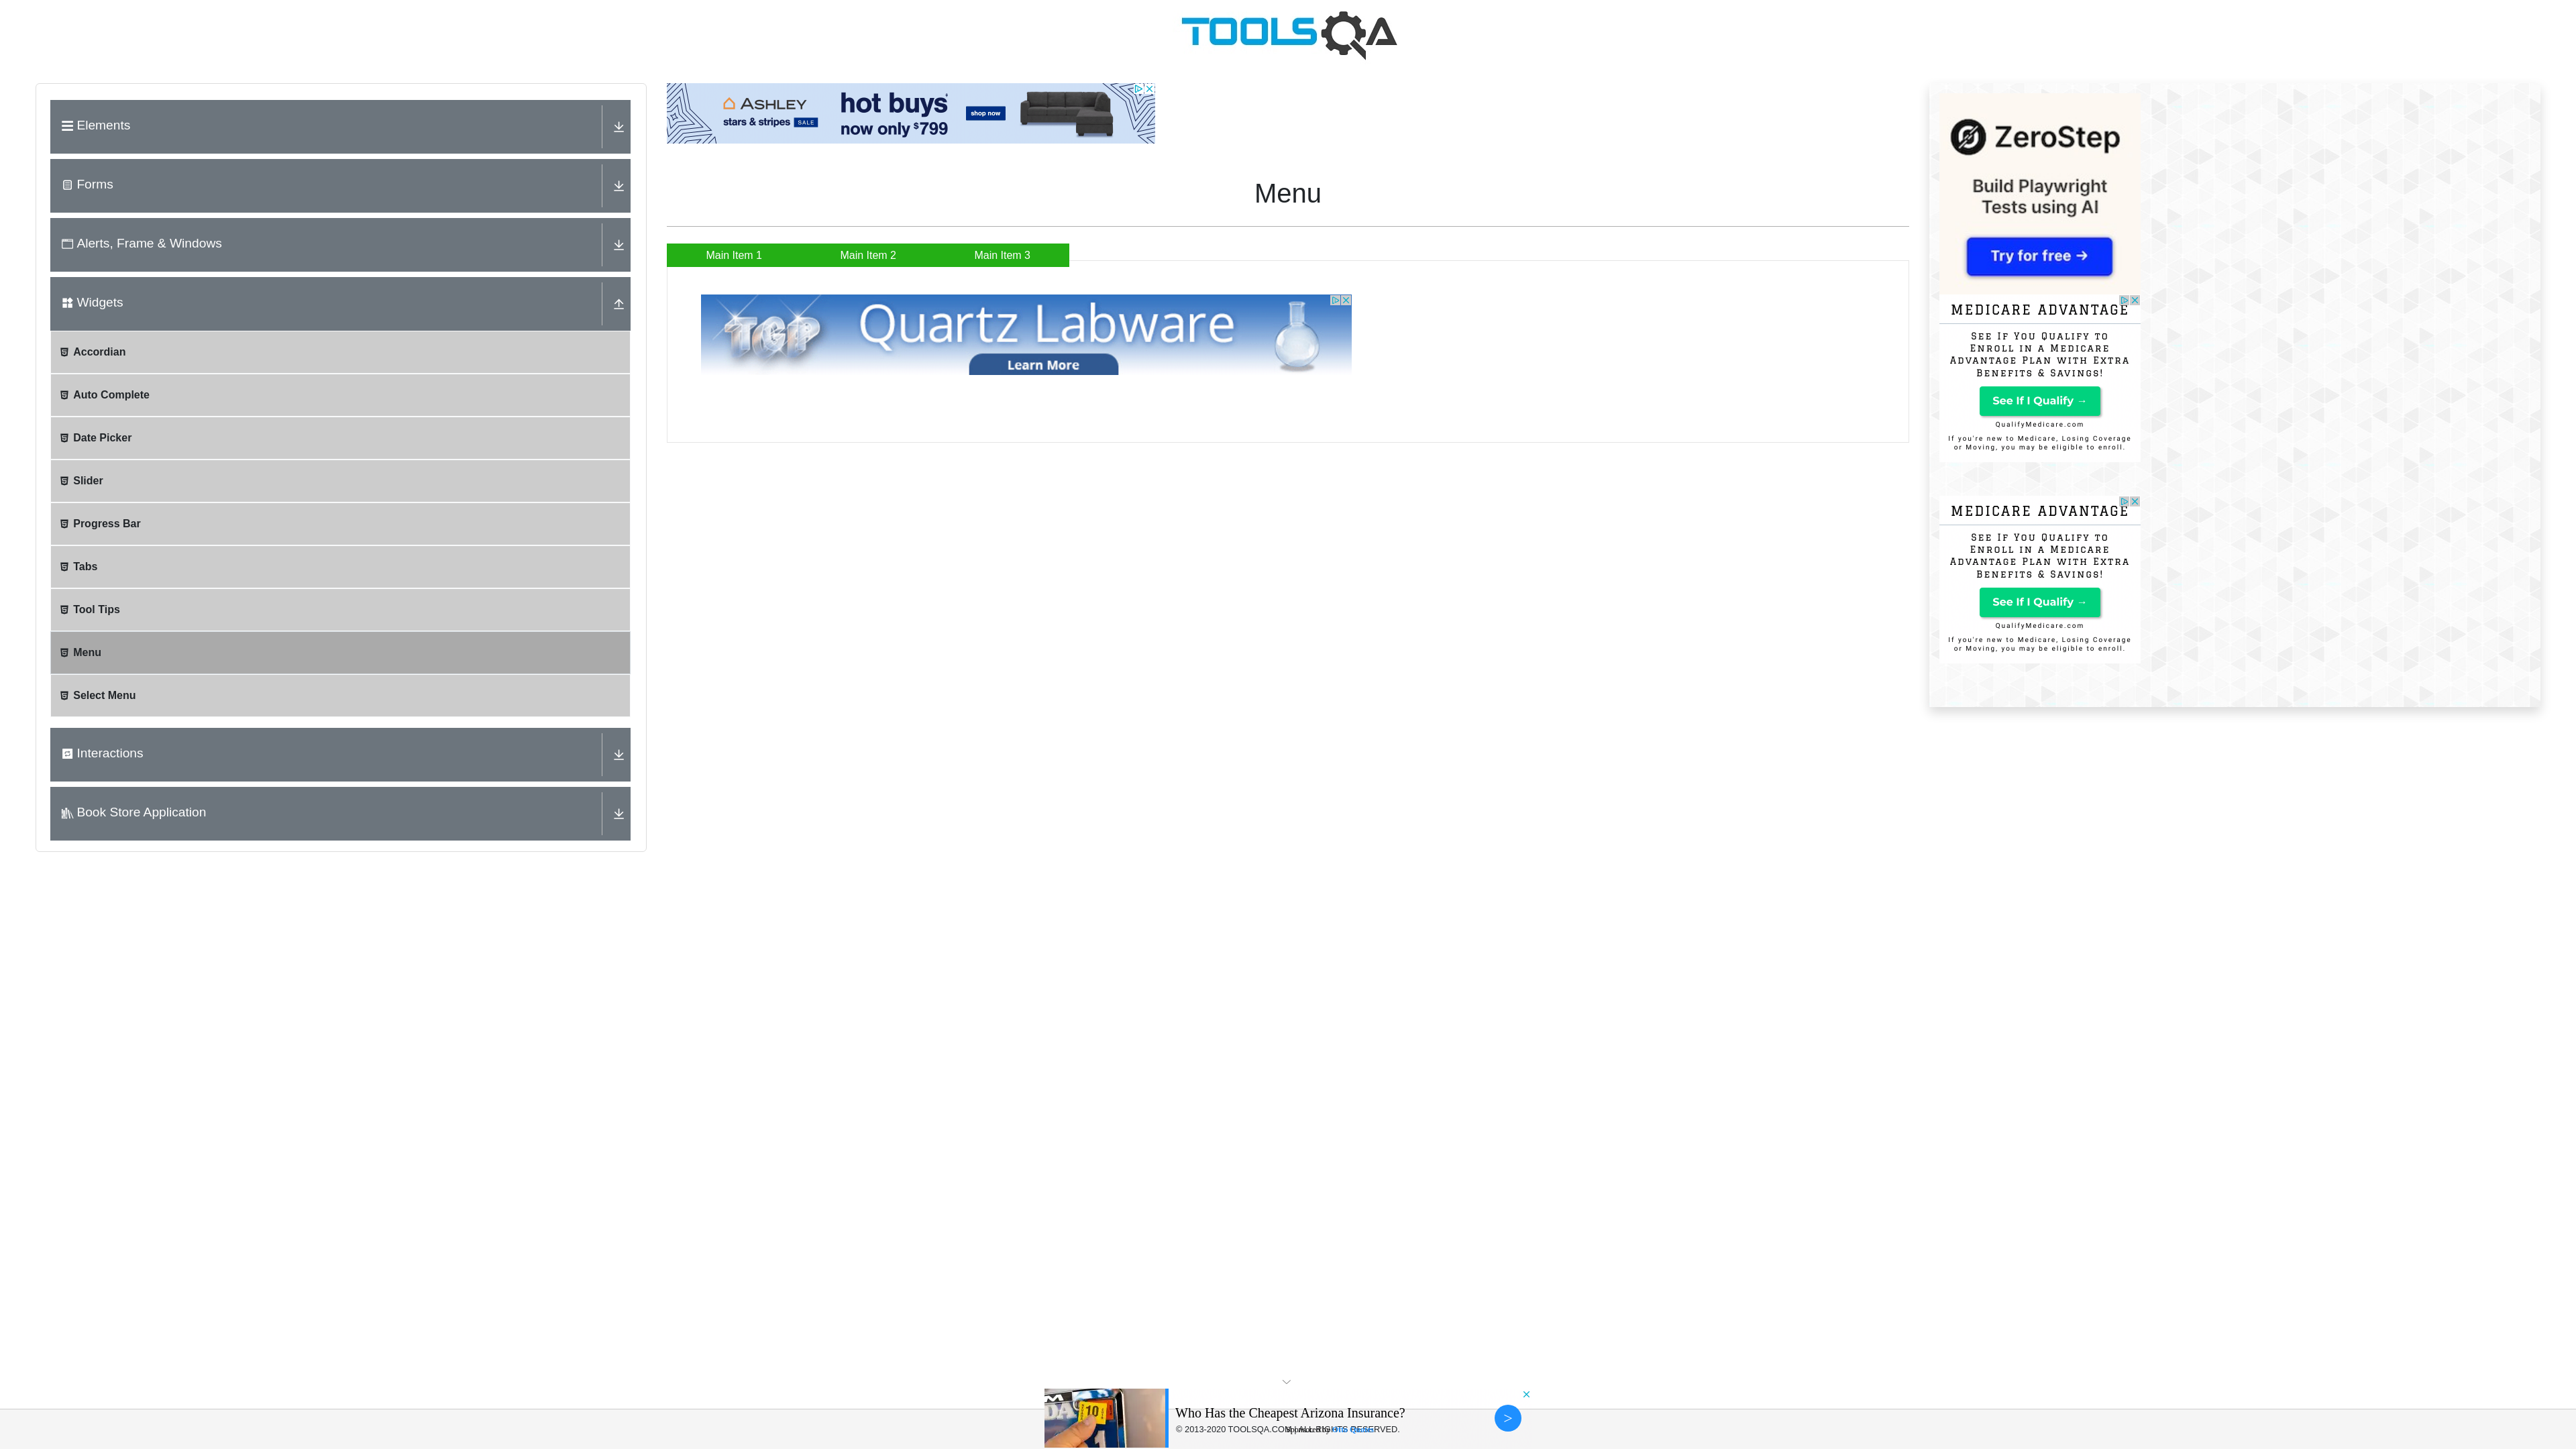 TOOLSQA
Elements
Forms
Alerts, Frame & Windows
Widgets
Accordian
Auto Complete
Date Picker
Slider
Progress Bar
Tabs
Tool Tips
Menu
Select Menu
Interactions
Book Store Application
ASHLEY
stars & stripes SALE
hot buys
now only $799
shop now
Menu
Main Item 1
Main Item 2
Main Item 3
TGP
Quartz Labware
Learn More
ZeroStep
Build Playwright
Tests using AI
Try for free →
MEDICARE ADVANTAGE
See If You Qualify to
Enroll in a Medicare
Advantage Plan with Extra
Benefits & Savings!
See If I Qualify →
QualifyMedicare.com
If you're new to Medicare, Losing Coverage
or Moving, you may be eligible to enroll.
MEDICARE ADVANTAGE
See If You Qualify to
Enroll in a Medicare
Advantage Plan with Extra
Benefits & Savings!
See If I Qualify →
QualifyMedicare.com
If you're new to Medicare, Losing Coverage
or Moving, you may be eligible to enroll.
10
Who Has the Cheapest Arizona Insurance?
© 2013-2020 TOOLSQA.COM | ALL RIGHTS RESERVED.